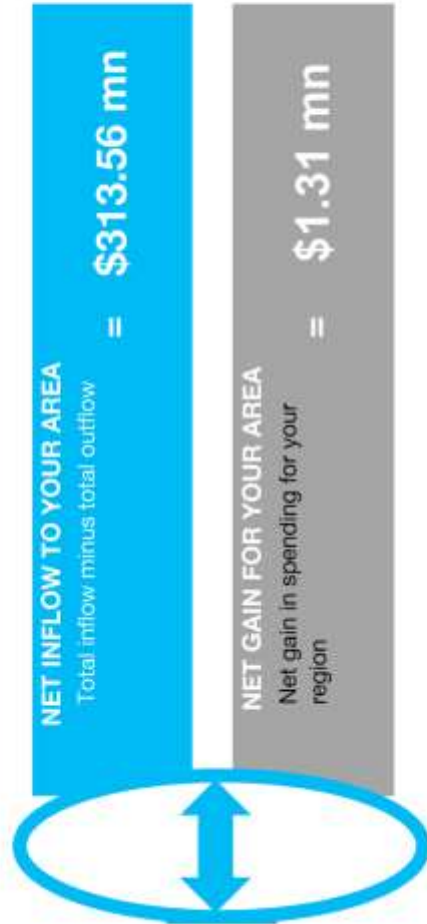 NET INFLOW TO YOUR AREA
Total inflow minus total outflow
= $313.56 mn
NET GAIN FOR YOUR AREA
Net gain in spending for your
region
= $1.31 mn